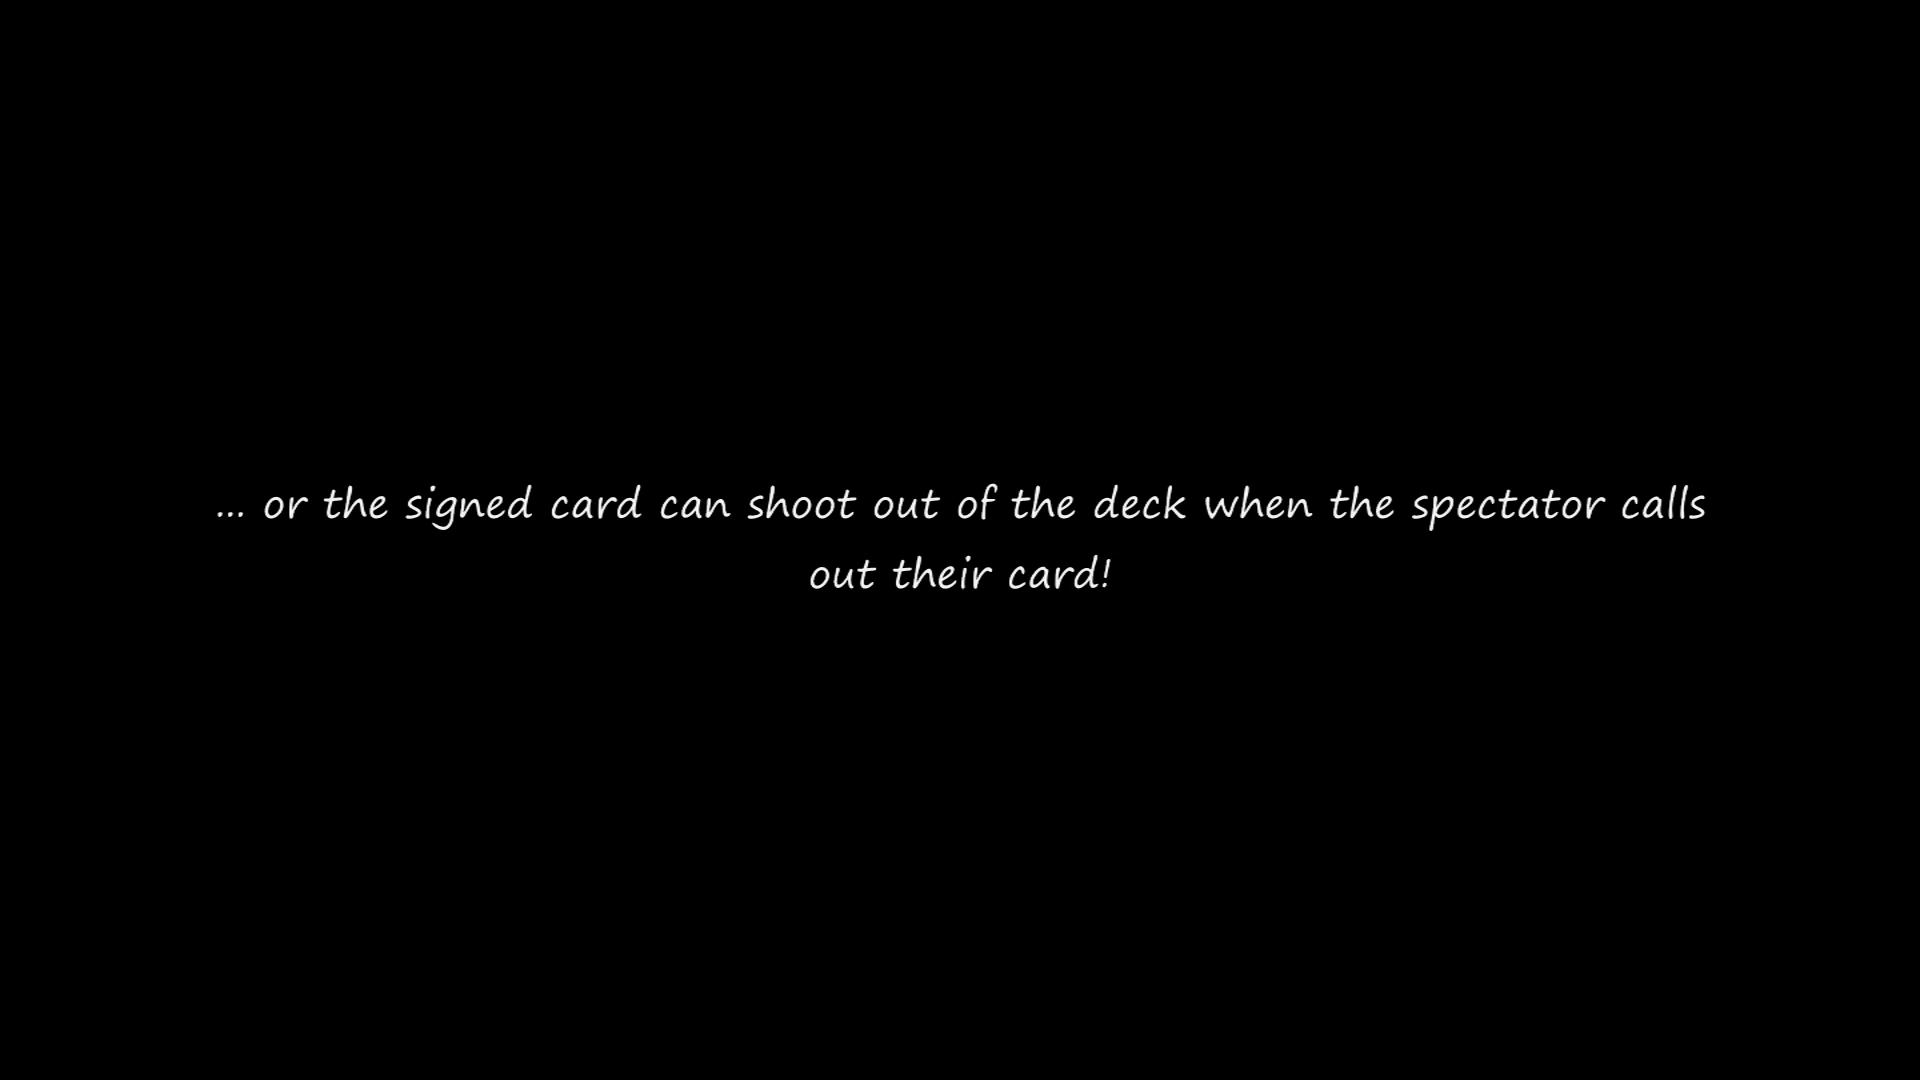 ... or the signed card can shoot out of the deck when the spectator calls
out their card!